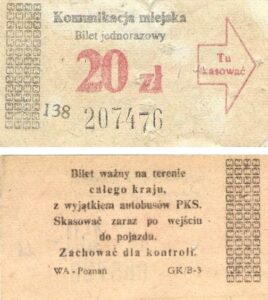 Komunikacja miejska
Bilet jednorazowy
20 zł
Tu
skasować
138
207476
Bilet ważny na terenie
całego kraju,
z wyjątkiem autobusów PKS.
Skasować zaraz po wejściu
do pojazdu.
Zachować dla kontroli.
WA - Poznań GK/B-3